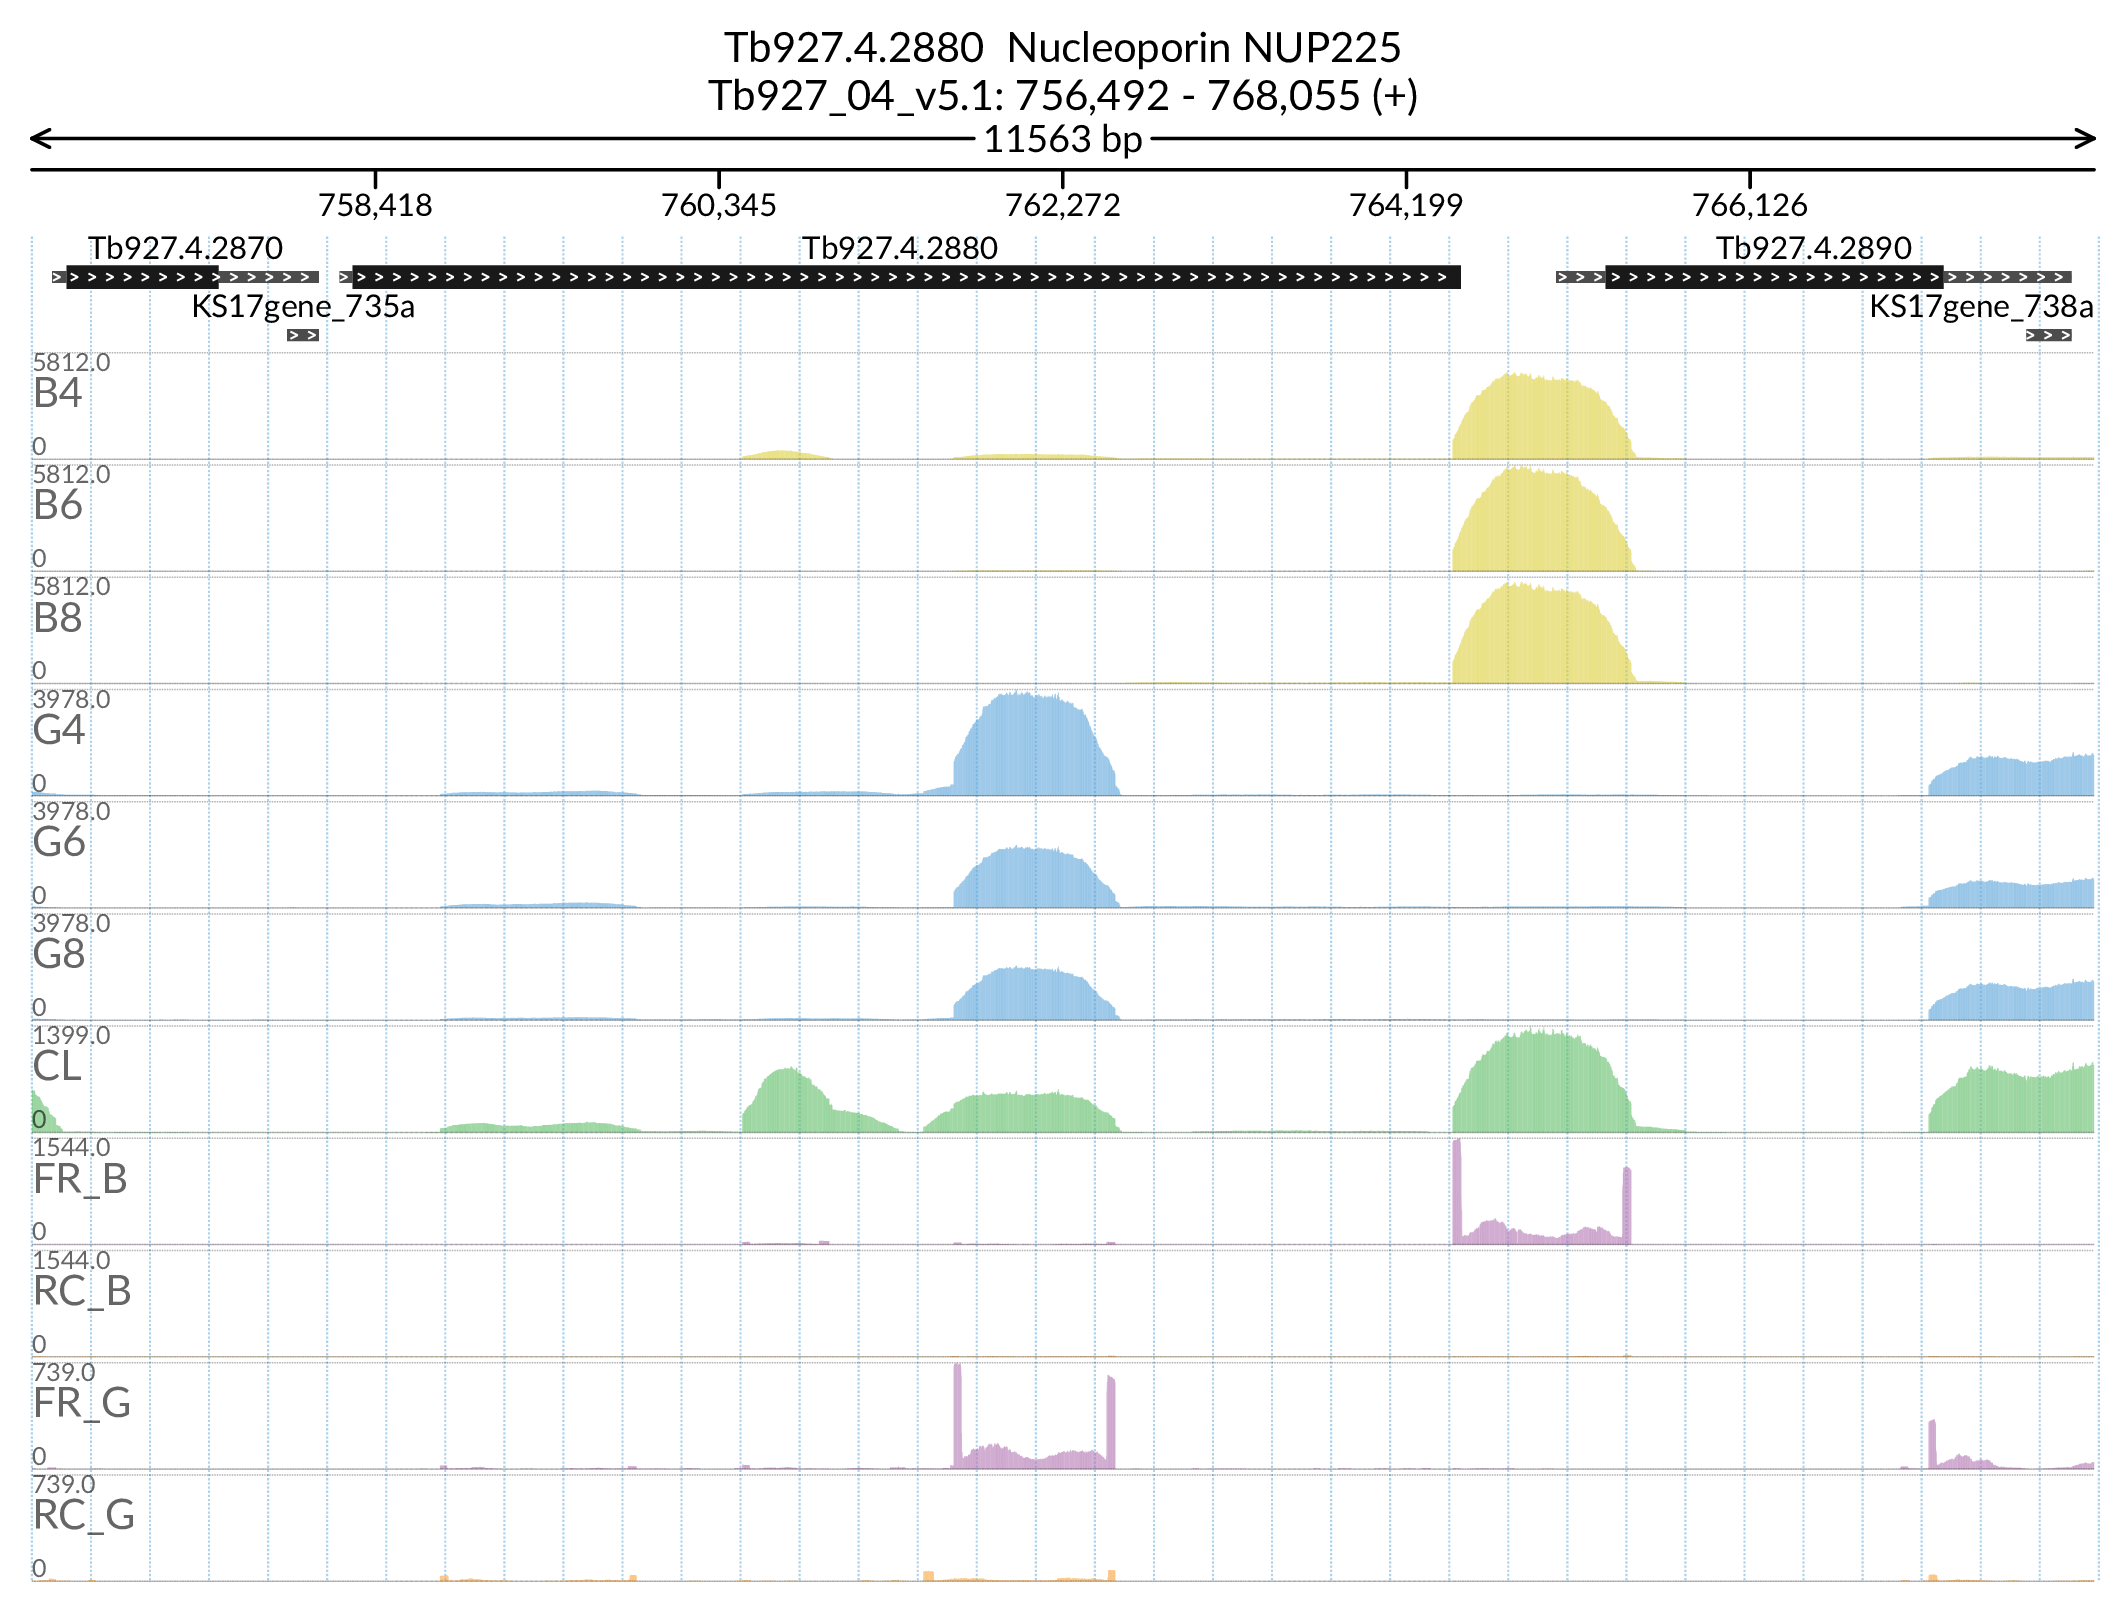 Tb927.4.2880  Nucleoporin NUP225
Tb927_04_v5.1: 756,492 - 768,055 (+)
11563 bp
758,418 760,345 762,272 764,199 766,126
Tb927.4.2870 Tb927.4.2880 Tb927.4.2890
KS17gene_735a KS17gene_738a
5812.0
B4
0
5812.0
B6
0
5812.0
B8
0
3978.0
G4
0
3978.0
G6
0
3978.0
G8
0
1399.0
CL
0
1544.0
FR_B
0
1544.0
RC_B
0
739.0
FR_G
0
739.0
RC_G
0